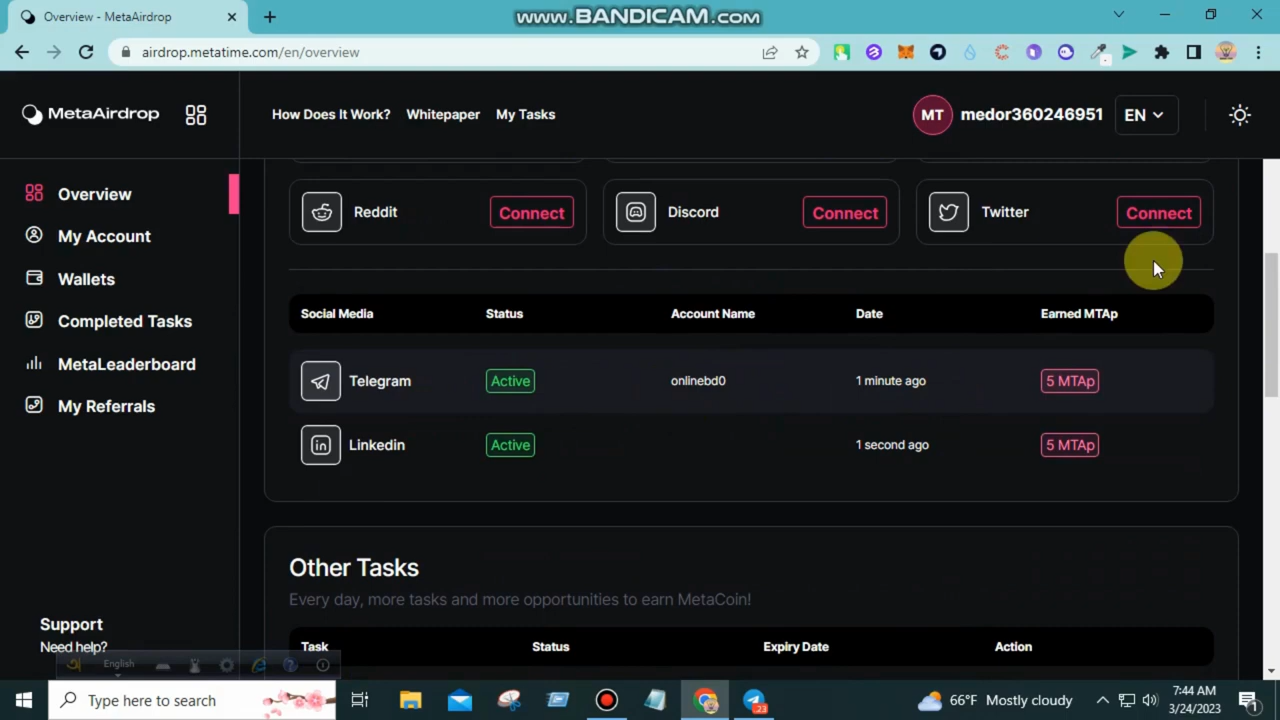 Overview - MetaAirdrop
www.BANDICAM.com
airdrop.metatime.com/en/overview
MetaAirdrop
How Does It Work?
Whitepaper
My Tasks
MT
medor360246951
EN
Overview
My Account
Wallets
Completed Tasks
MetaLeaderboard
My Referrals
Support
Need help?
Reddit
Connect
Discord
Connect
Twitter
Connect
Social Media
Status
Account Name
Date
Earned MTAp
Telegram
Active
onlinebd0
1 minute ago
5 MTAp
Linkedin
Active
1 second ago
5 MTAp
Other Tasks
Every day, more tasks and more opportunities to earn MetaCoin!
Task
Status
Expiry Date
Action
English
Type here to search
23
66°F Mostly cloudy
7:44 AM
3/24/2023
1